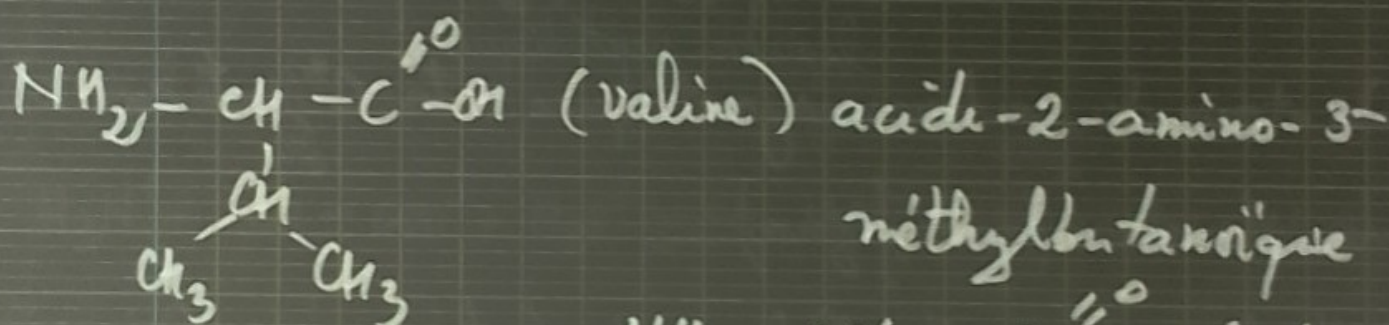 O
NH2 - CH - C - OH (valine) acide-2-amino-3-
CH
méthylbutanoïque
CH3 CH3
O